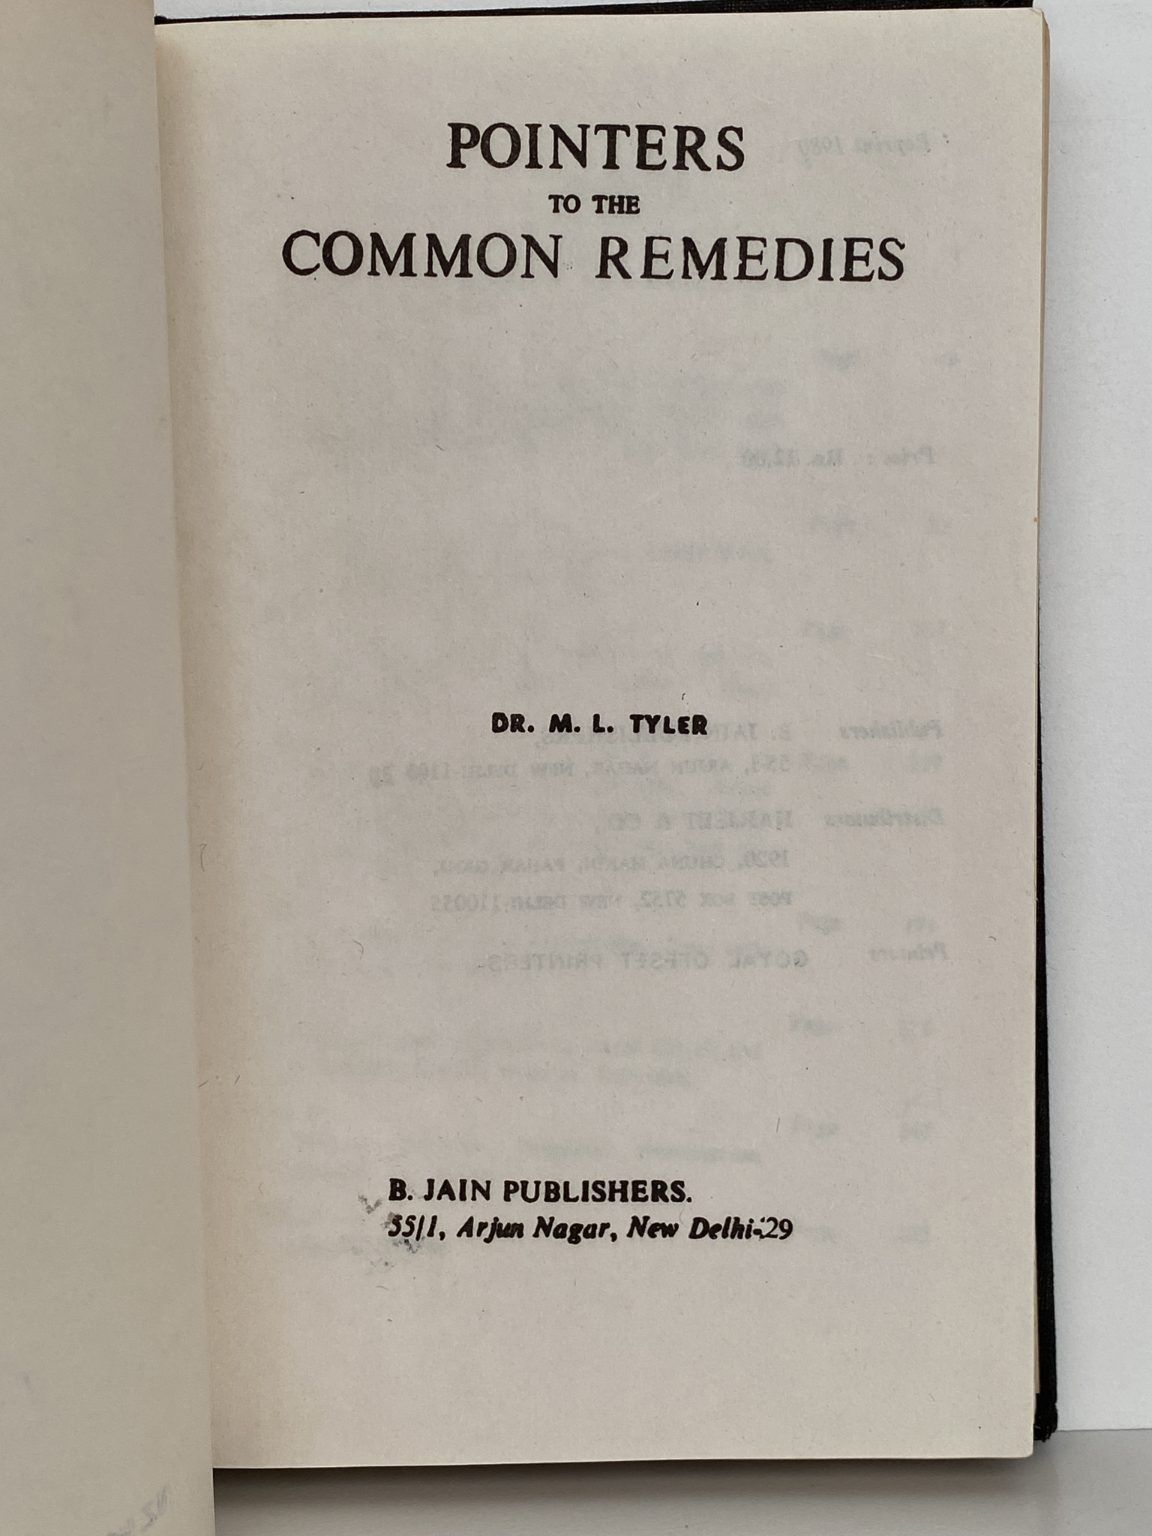 POINTERS
TO THE
COMMON REMEDIES
DR. M. L. TYLER
B. JAIN PUBLISHERS.
55/1, Arjun Nagar, New Delhi-29